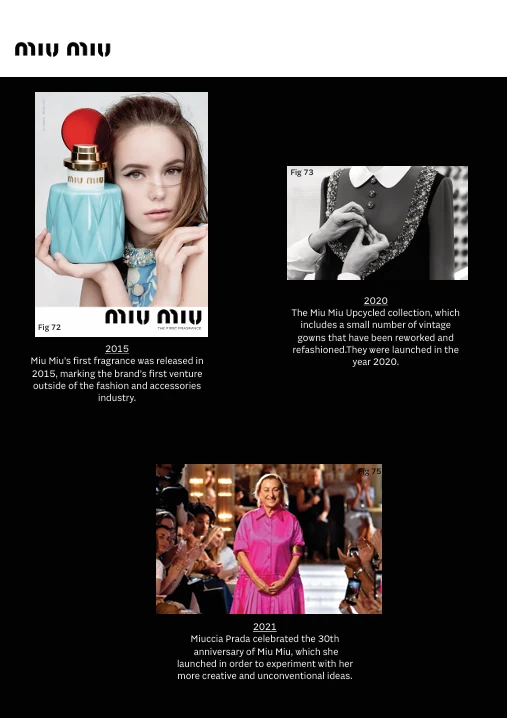 miu miu
miu miu
miu miu
THE FIRST FRAGRANCE
Fig 72
2015
Miu Miu's first fragrance was released in
2015, marking the brand's first venture
outside of the fashion and accessories
industry.
Fig 73
2020
The Miu Miu Upcycled collection, which
includes a small number of vintage
gowns that have been reworked and
refashioned.They were launched in the
year 2020.
Fig 75
2021
Miuccia Prada celebrated the 30th
anniversary of Miu Miu, which she
launched in order to experiment with her
more creative and unconventional ideas.